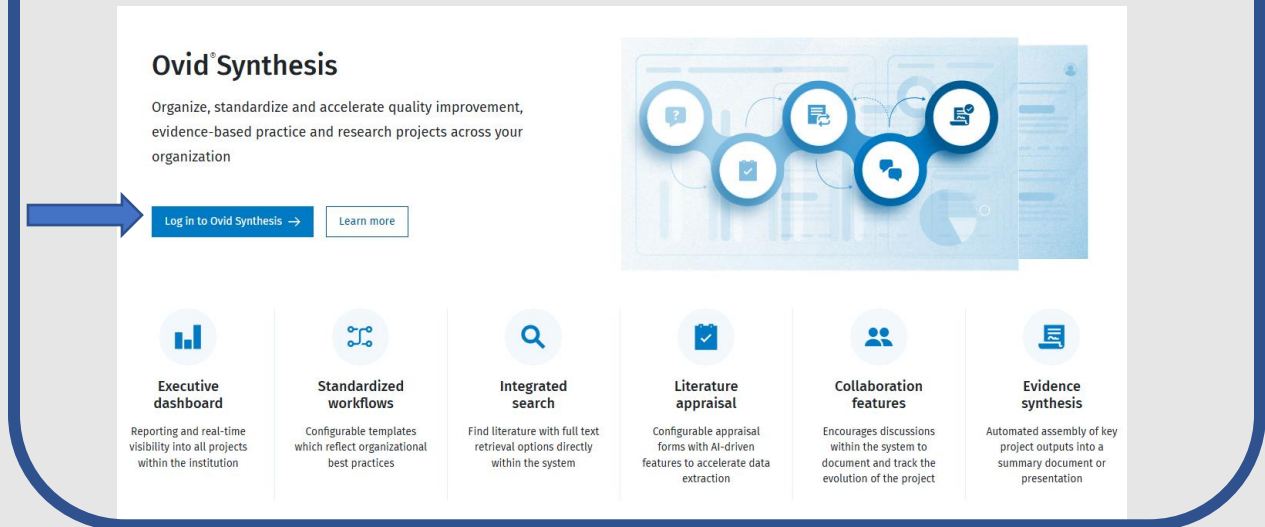 Ovid® Synthesis
Organize, standardize and accelerate quality improvement,
evidence-based practice and research projects across your
organization
Log in to Ovid Synthesis →
Learn more
Executive
dashboard
Reporting and real-time
visibility into all projects
within the institution
Standardized
workflows
Configurable templates
which reflect organizational
best practices
Integrated
search
Find literature with full text
retrieval options directly
within the system
Literature
appraisal
Configurable appraisal
forms with AI-driven
features to accelerate data
extraction
Collaboration
features
Encourages discussions
within the system to
document and track the
evolution of the project
Evidence
synthesis
Automated assembly of key
project outputs into a
summary document or
presentation